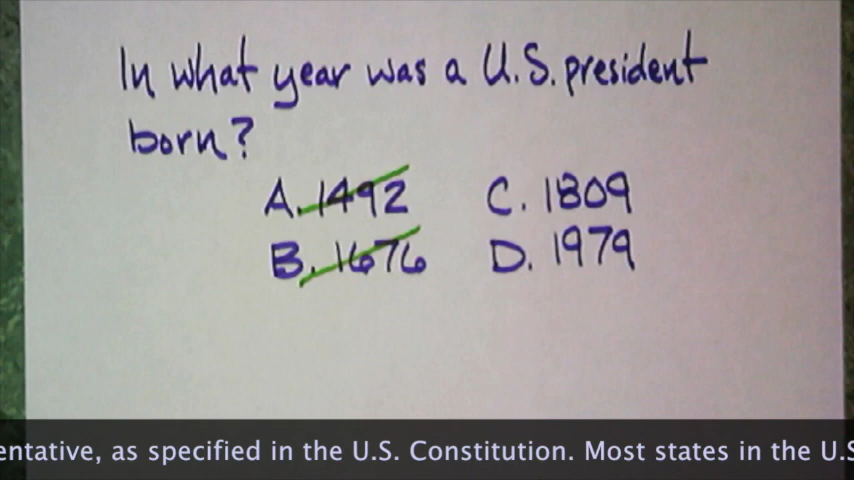 In what year was a U.S. president
born?
A. 1492 C. 1809
B. 1676 D. 1979
entative, as specified in the U.S. Constitution. Most states in the U.S